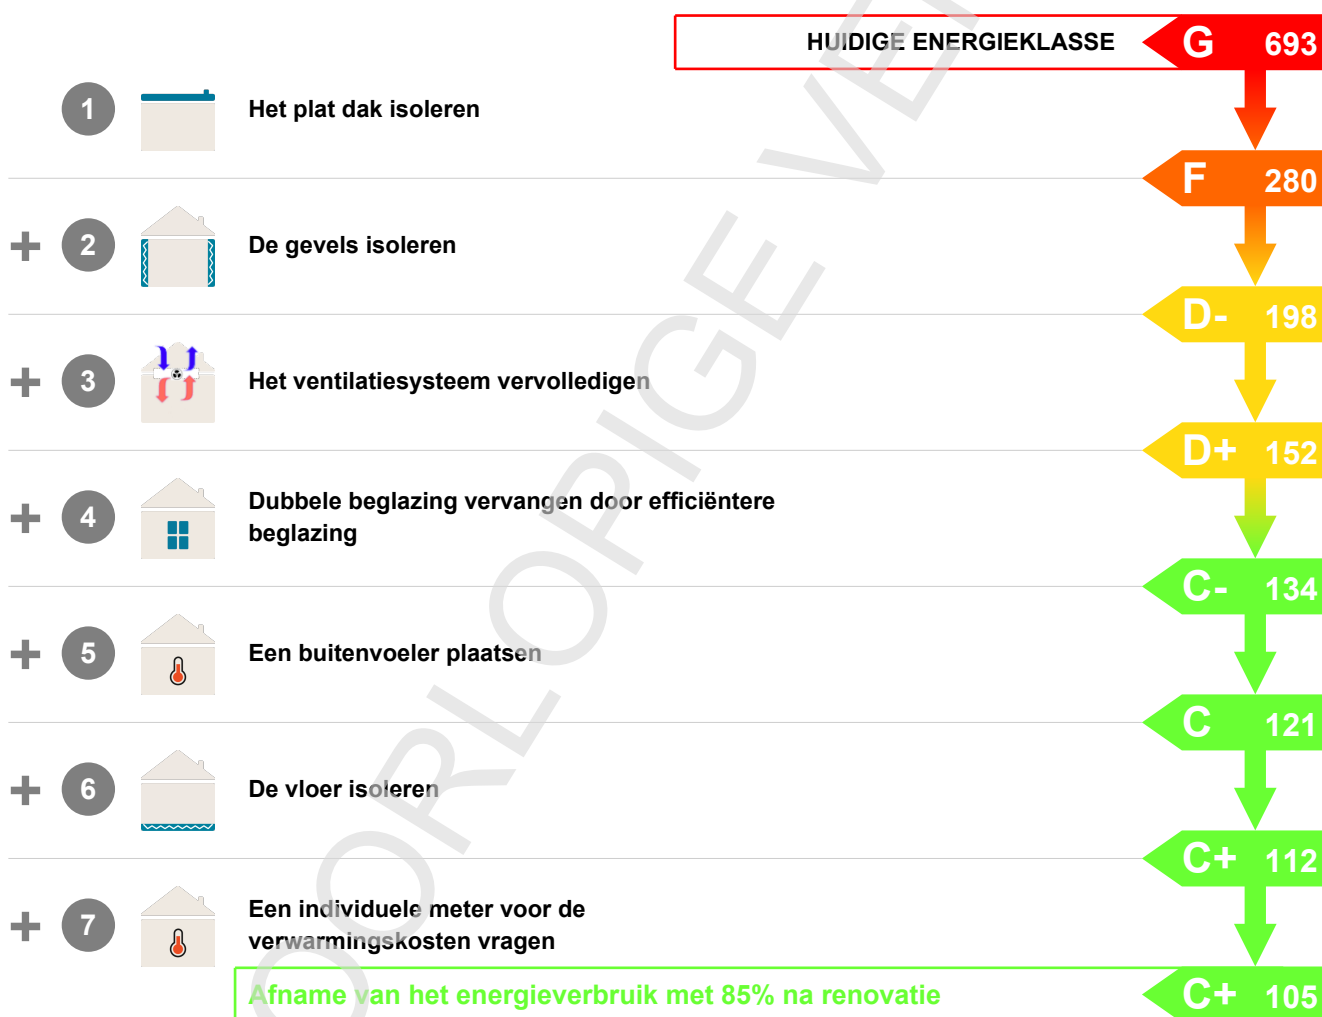 HUIDIGE ENERGIEKLASSE G 693
1 Het plat dak isoleren
F 280
+ 2 De gevels isoleren
D- 198
+ 3 Het ventilatiesysteem vervolledigen
D+ 152
+ 4 Dubbele beglazing vervangen door efficiëntere
beglazing
C- 134
+ 5 Een buitenvoeler plaatsen
C 121
+ 6 De vloer isoleren
C+ 112
+ 7 Een individuele meter voor de
verwarmingskosten vragen
Afname van het energieverbruik met 85% na renovatie C+ 105